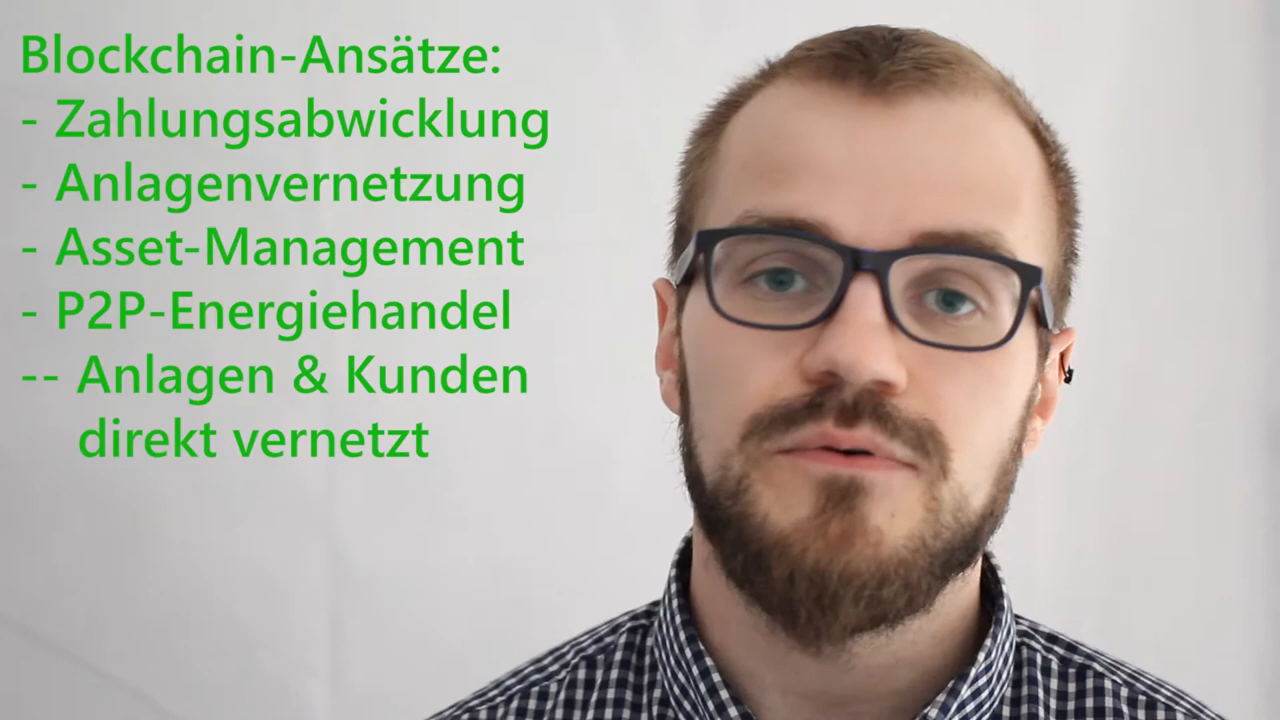 Blockchain-Ansätze:
- Zahlungsabwicklung
- Anlagenvernetzung
- Asset-Management
- P2P-Energiehandel
-- Anlagen & Kunden
direkt vernetzt